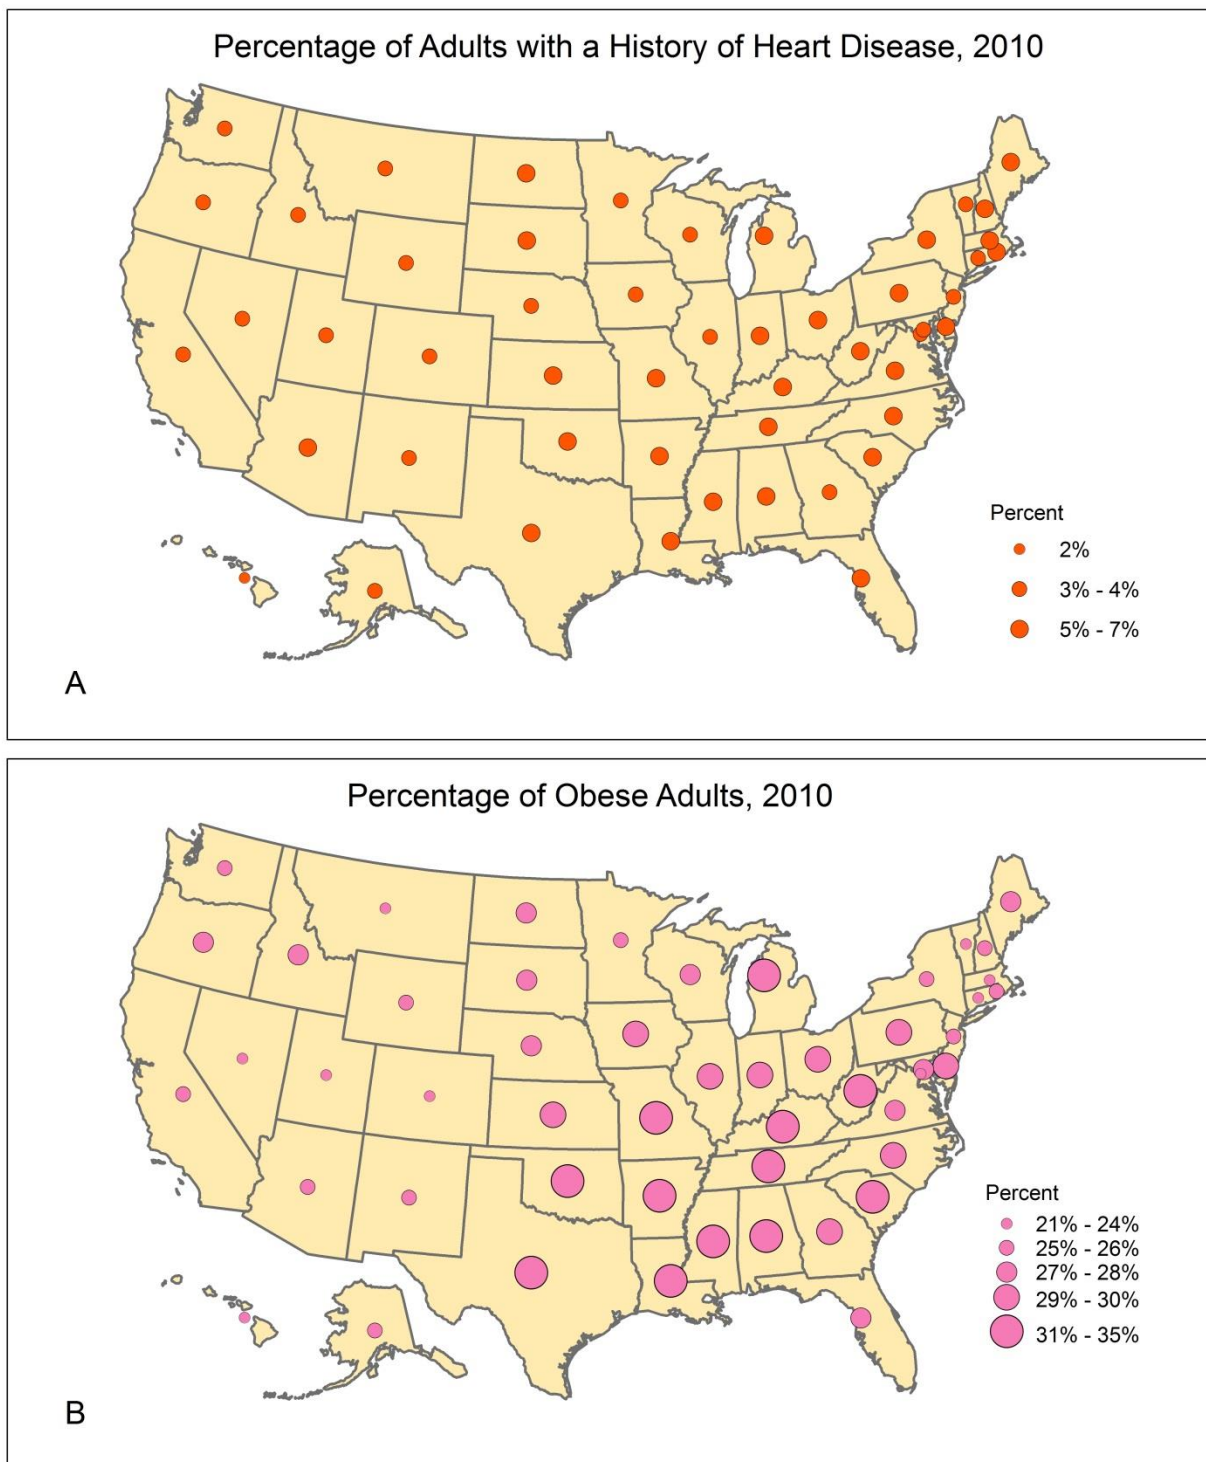 Percentage of Adults with a History of Heart Disease, 2010
Percent
2%
3% - 4%
5% - 7%
A
Percentage of Obese Adults, 2010
Percent
21% - 24%
25% - 26%
27% - 28%
29% - 30%
31% - 35%
B